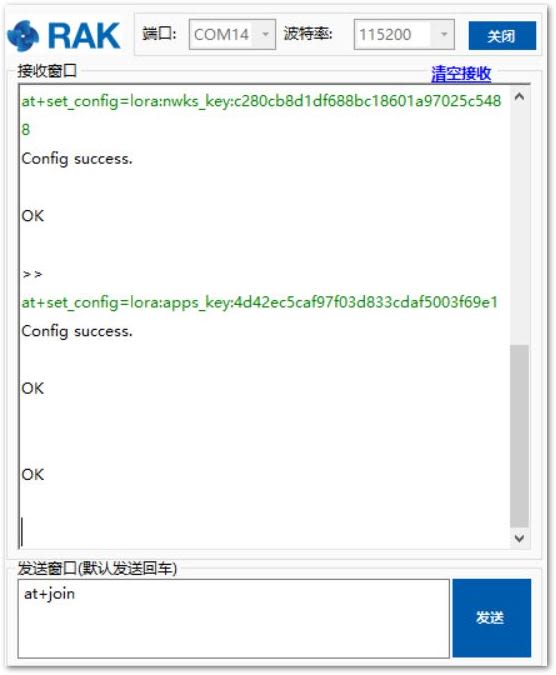 RAK 端口: COM14 波特率: 115200 关闭
接收窗口 清空接收
at+set_config=lora:nwks_key:c280cb8d1df688bc18601a97025c548
8
Config success.
OK
>>
at+set_config=lora:apps_key:4d42ec5caf97f03d833cdaf5003f69e1
Config success.
OK
OK
发送窗口(默认发送回车)
at+join
发送